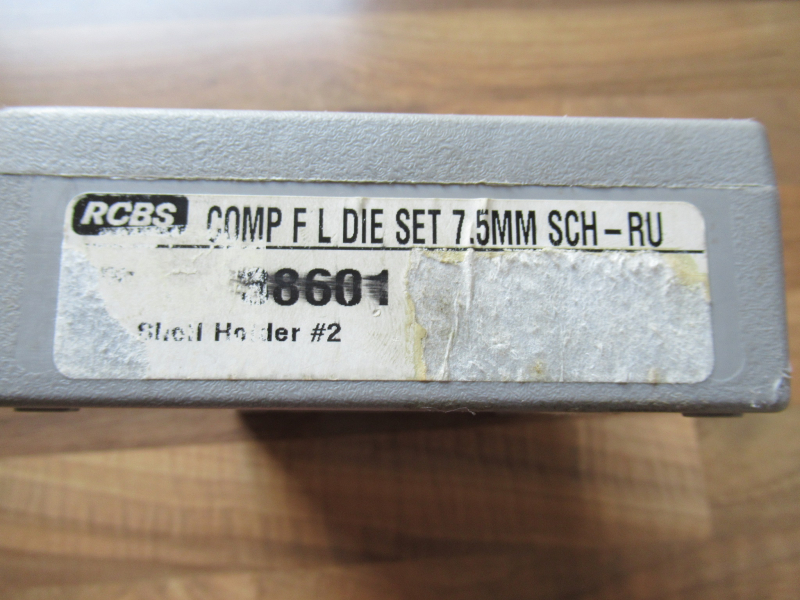 RCBS COMP F L DIE SET 7.5MM SCH-RU
8601
Shell Holder #2